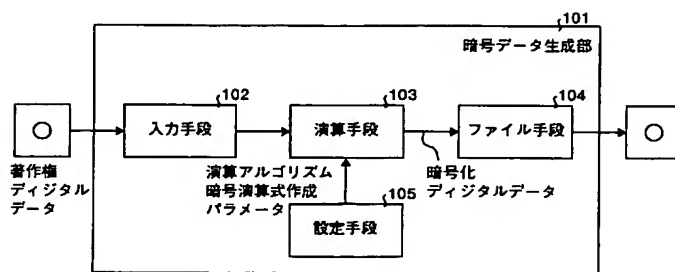 101
暗号データ生成部
102
103
104
入力手段
演算手段
ファイル手段
著作権
ディジタル
データ
演算アルゴリズム
暗号演算式作成
パラメータ
105
暗号化
ディジタルデータ
設定手段